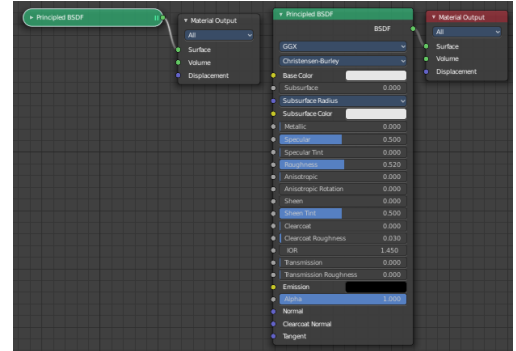 Principled BSDF
Material Output
All
Surface
Volume
Displacement
Principled BSDF
BSDF
GGX
Christensen-Burley
Base Color
Subsurface 0.000
Subsurface Radius
Subsurface Color
Metallic 0.000
Specular 0.500
Specular Tint 0.000
Roughness 0.520
Anisotropic 0.000
Anisotropic Rotation 0.000
Sheen 0.000
Sheen Tint 0.500
Clearcoat 0.000
Clearcoat Roughness 0.030
IOR 1.450
Transmission 0.000
Transmission Roughness 0.000
Emission
Alpha 1.000
Normal
Clearcoat Normal
Tangent
Material Output
All
Surface
Volume
Displacement